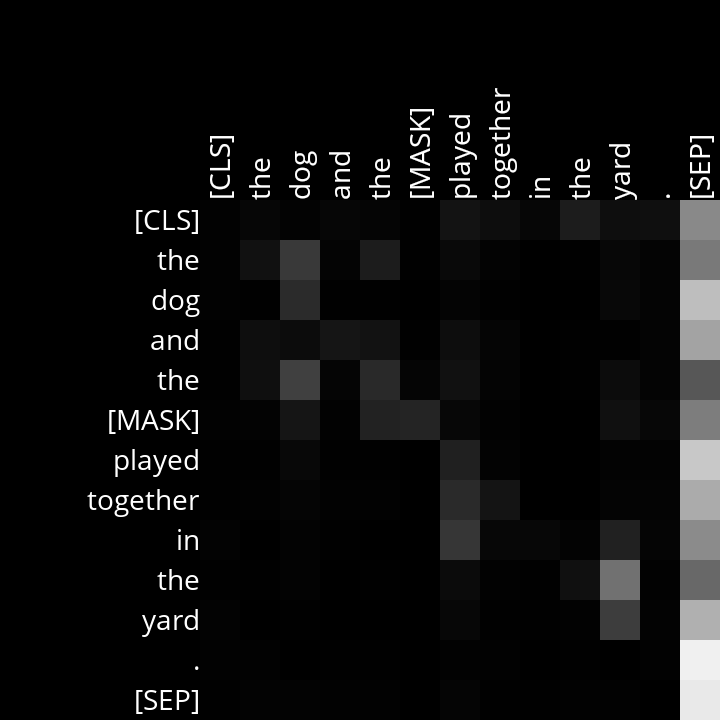 [CLS] the dog and the [MASK] played together in the yard . [SEP]
[CLS]
the
dog
and
the
[MASK]
played
together
in
the
yard
.
[SEP]